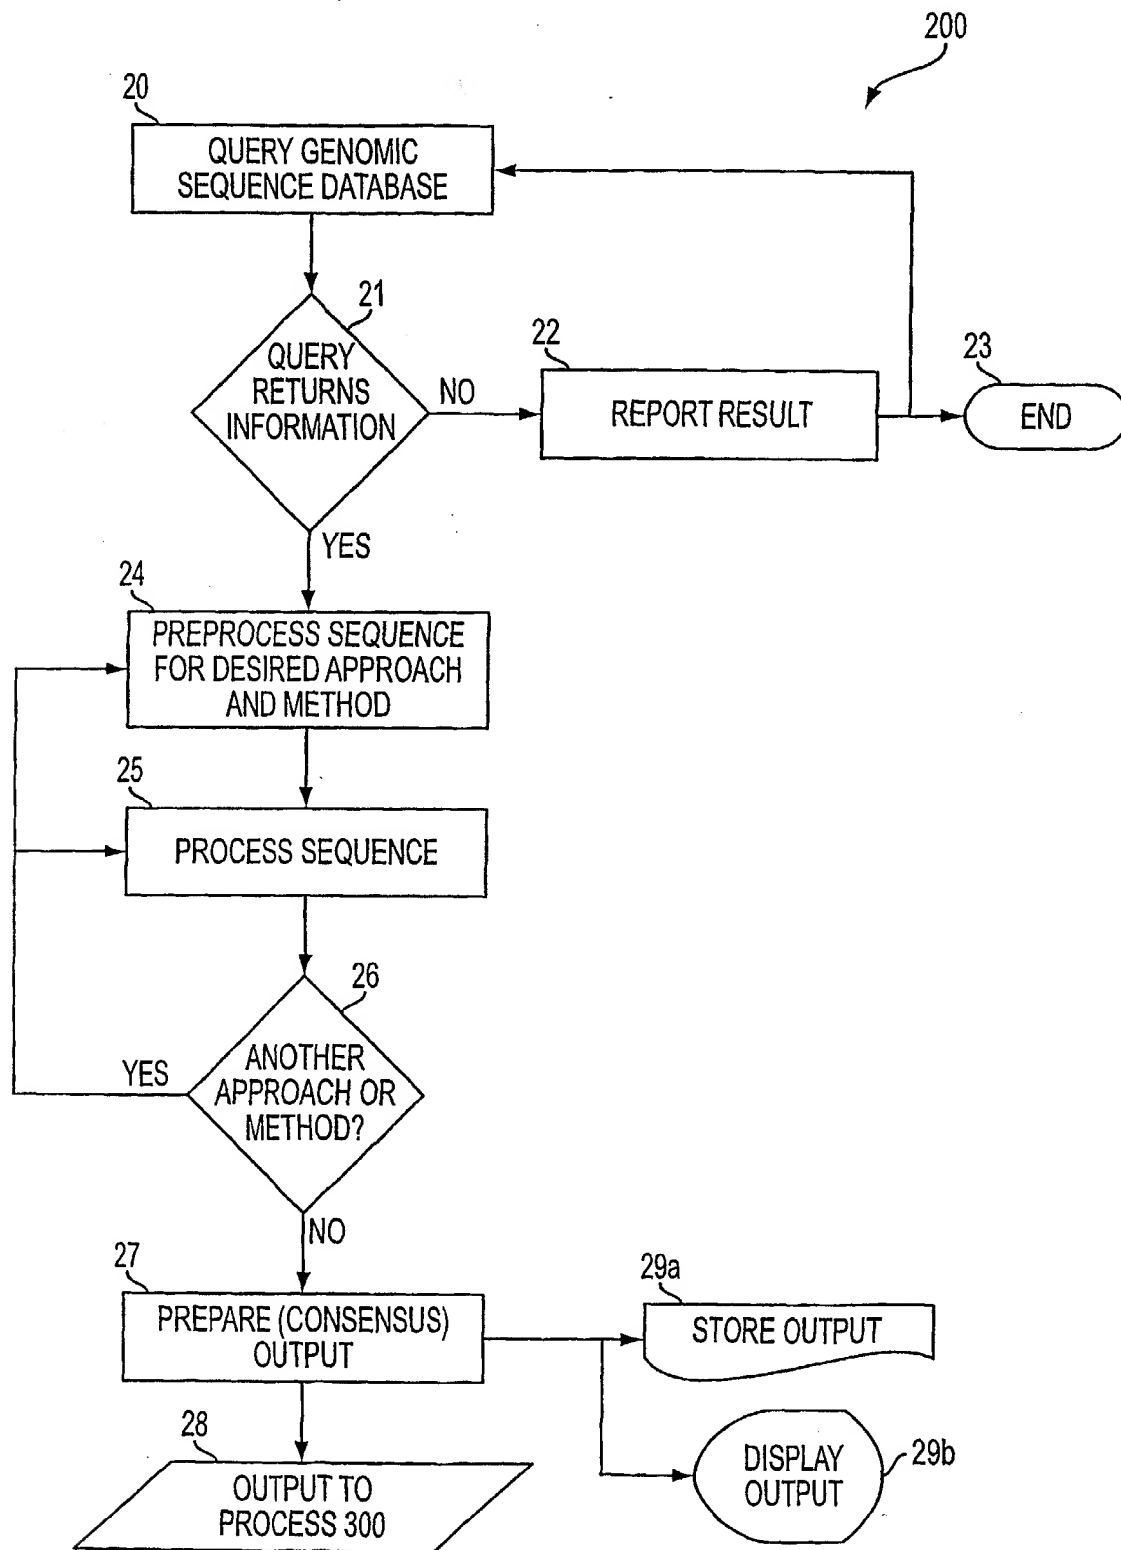 200
20
QUERY GENOMIC
SEQUENCE DATABASE
21
QUERY
RETURNS
INFORMATION
NO
22
REPORT RESULT
23
END
YES
24
PREPROCESS SEQUENCE
FOR DESIRED APPROACH
AND METHOD
25
PROCESS SEQUENCE
26
ANOTHER
APPROACH OR
METHOD?
YES
NO
27
PREPARE (CONSENSUS)
OUTPUT
29a
STORE OUTPUT
28
OUTPUT TO
PROCESS 300
DISPLAY
OUTPUT
29b